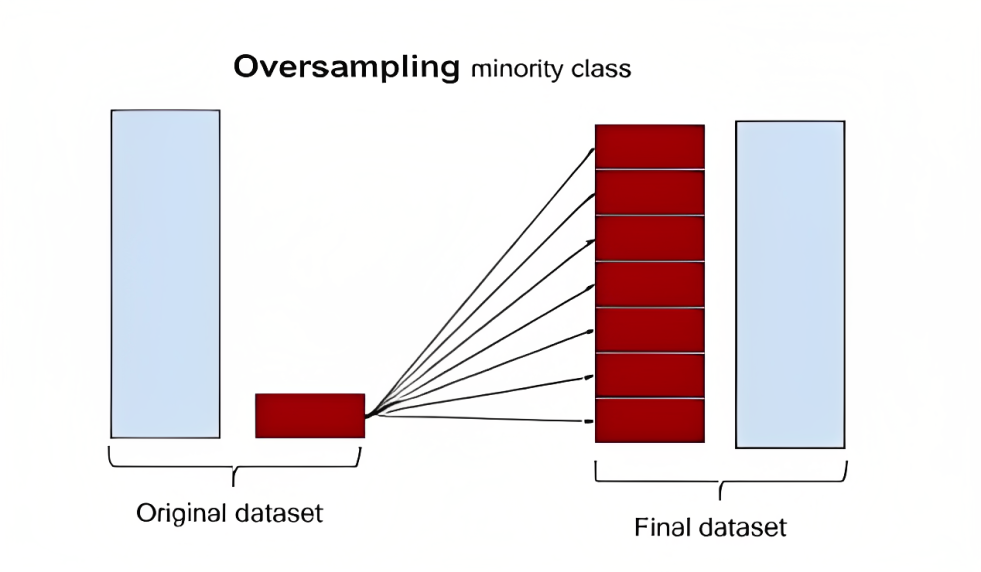 Oversampling minority class
Original dataset
Final dataset